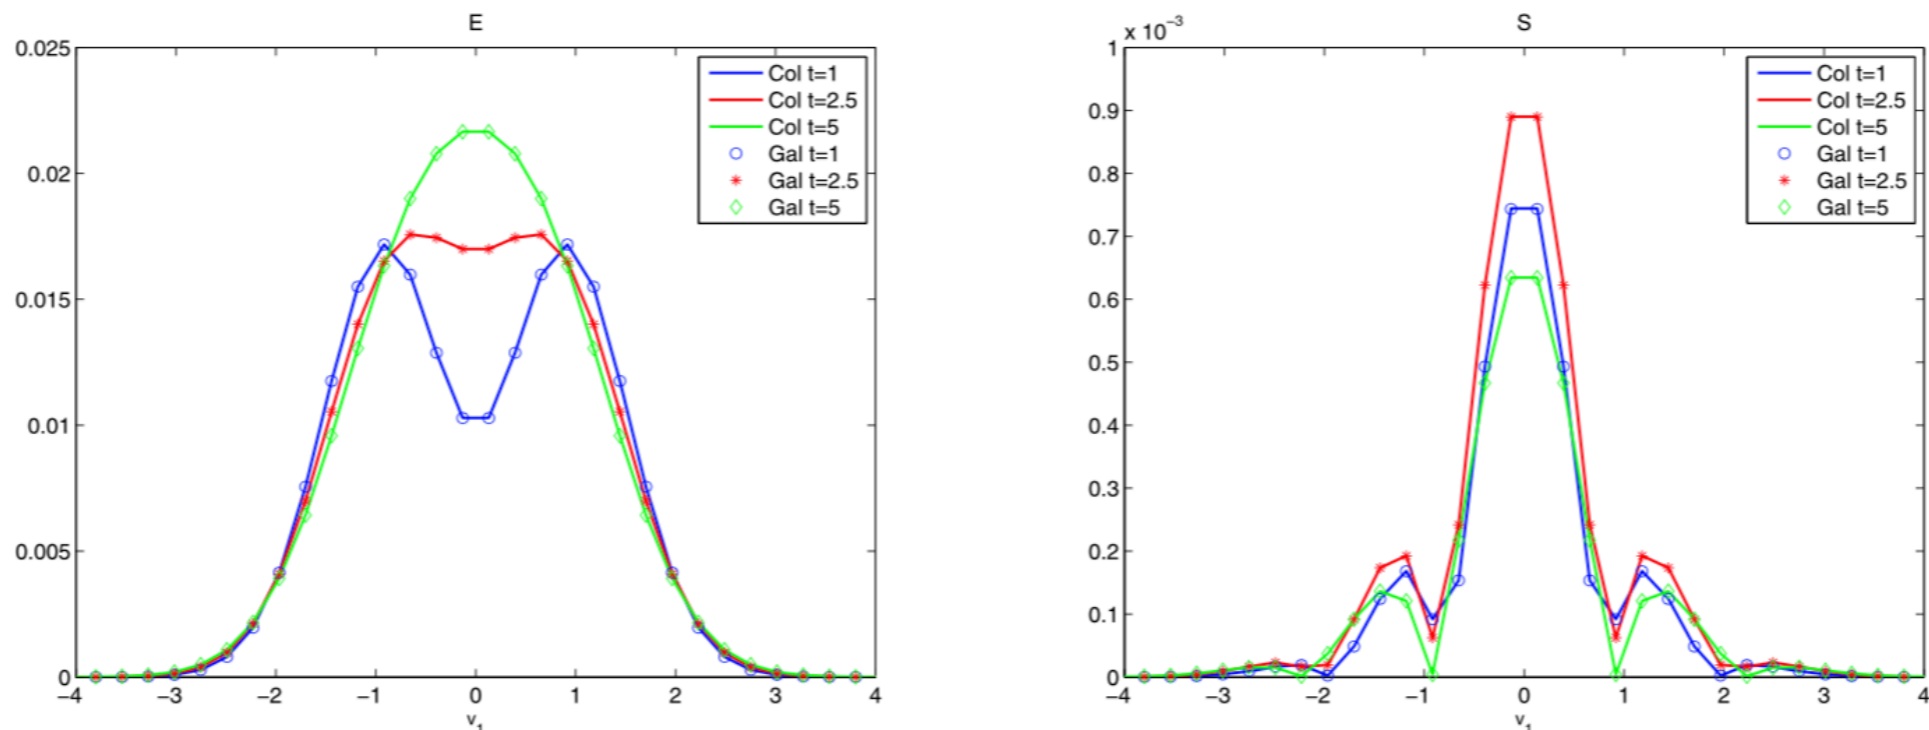 E
0.025
0.02
0.015
0.01
0.005
0
−4 −3 −2 −1 0 1 2 3 4
v1
Col t=1
Col t=2.5
Col t=5
Gal t=1
Gal t=2.5
Gal t=5
S
x 10−3
1
0.9
0.8
0.7
0.6
0.5
0.4
0.3
0.2
0.1
0
−4 −3 −2 −1 0 1 2 3 4
v1
Col t=1
Col t=2.5
Col t=5
Gal t=1
Gal t=2.5
Gal t=5